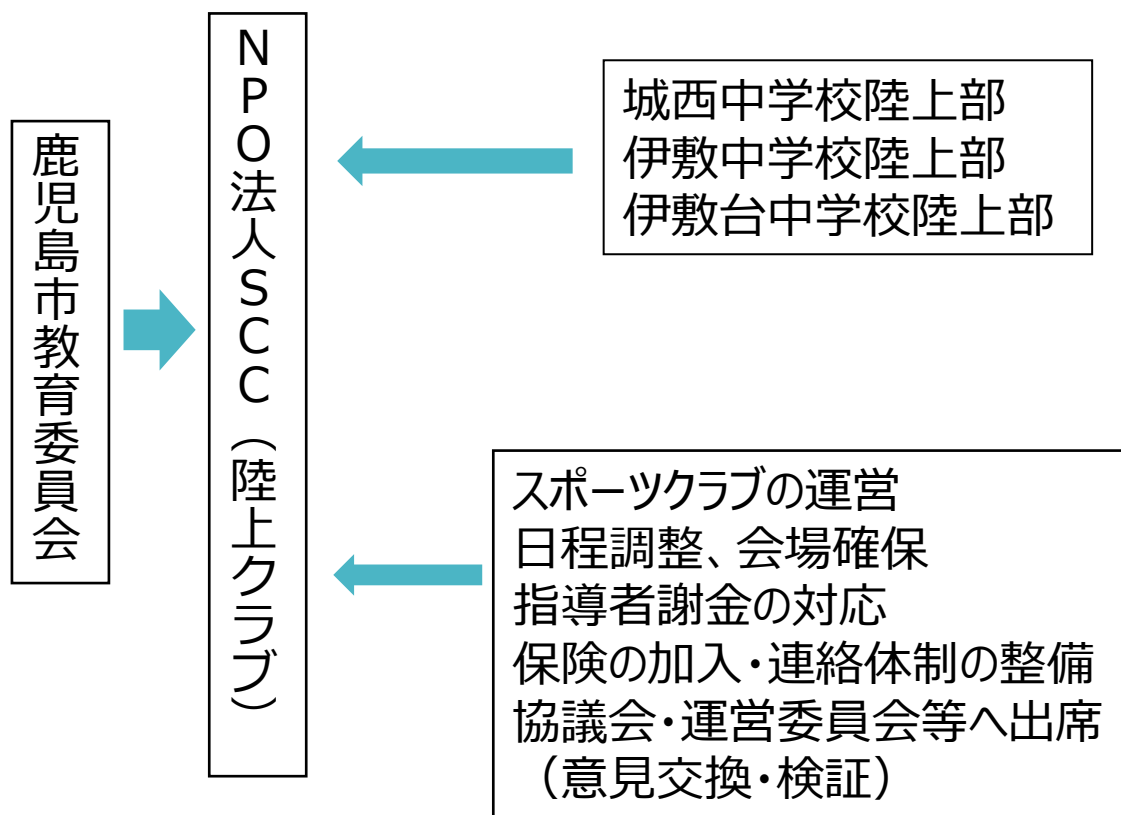 鹿児島市教育委員会
NPO法人SCC（陸上クラブ）
城西中学校陸上部
伊敷中学校陸上部
伊敷台中学校陸上部
スポーツクラブの運営
日程調整、会場確保
指導者謝金の対応
保険の加入・連絡体制の整備
協議会・運営委員会等へ出席
（意見交換・検証）